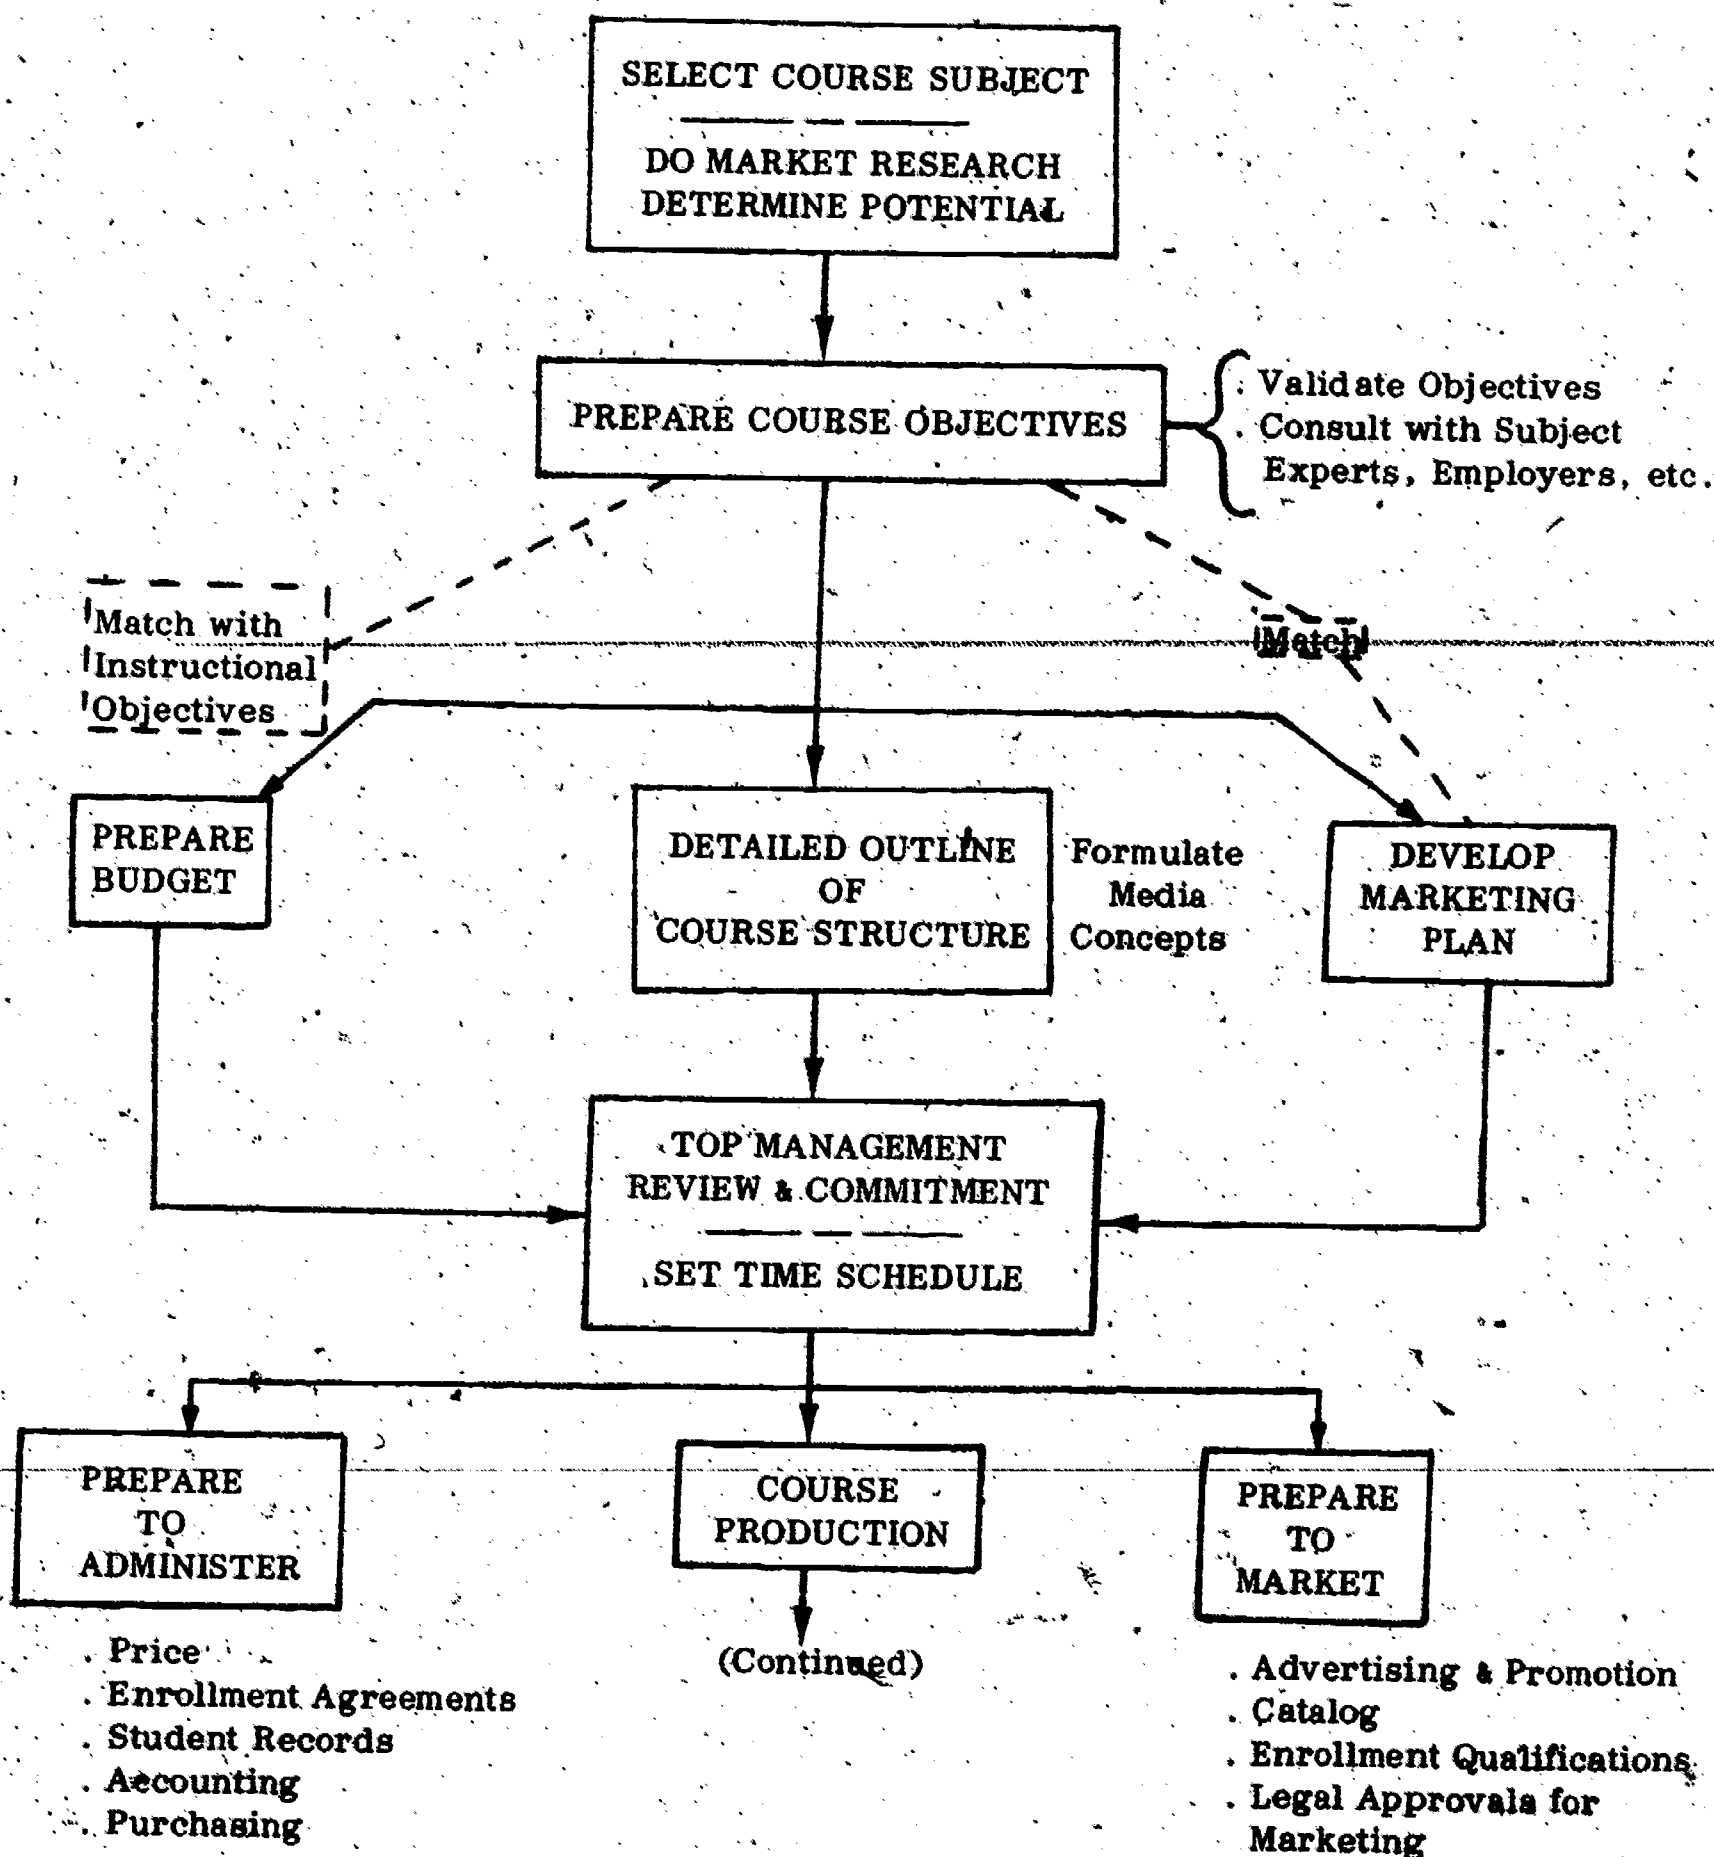 SELECT COURSE SUBJECT
DO MARKET RESEARCH
DETERMINE POTENTIAL
PREPARE COURSE OBJECTIVES
. Validate Objectives
. Consult with Subject
Experts, Employers, etc.
Match with
Instructional
Objectives
Match
PREPARE
BUDGET
DETAILED OUTLINE
OF
COURSE STRUCTURE
Formulate
Media
Concepts
DEVELOP
MARKETING
PLAN
TOP MANAGEMENT
REVIEW & COMMITMENT
SET TIME SCHEDULE
PREPARE
TO
ADMINISTER
COURSE
PRODUCTION
PREPARE
TO
MARKET
(Continued)
. Price
. Enrollment Agreements
. Student Records
. Accounting
. Purchasing
. Advertising & Promotion
. Catalog
. Enrollment Qualifications
. Legal Approvals for
Marketing